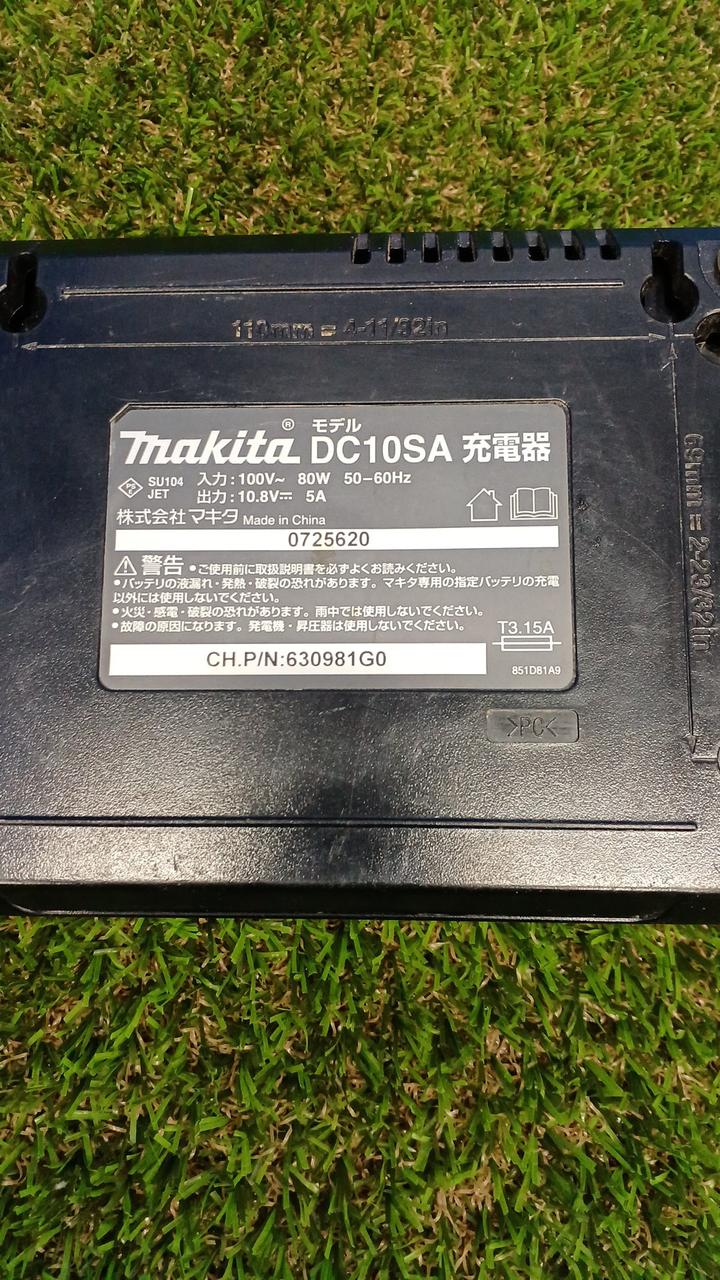 110mm = 4-11/32in
69mm = 2-23/32in
makita® モデル DC10SA 充電器
PS E SU104 JET 入力:100V~ 80W 50-60Hz
出力:10.8V⎓ 5A
株式会社マキタ Made in China
0725620
⚠警告 ●ご使用前に取扱説明書を必ずよくお読みください。
●バッテリの液漏れ・発熱・破裂の恐れがあります。マキタ専用の指定バッテリの充電
以外には使用しないでください。
●火災・感電・破裂の恐れがあります。雨中では使用しないでください。
●故障の原因になります。発電機・昇圧器は使用しないでください。
T3.15A
CH.P/N:630981G0
851D81A9
>PC<